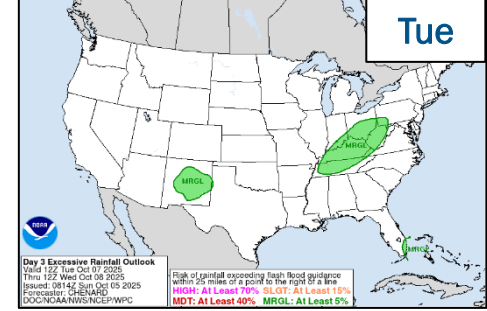 Tue
MRGL
MRGL
MRGL
NOAA
Day 3 Excessive Rainfall Outlook
Valid 12Z Tue Oct 07 2025
Thru 12Z Wed Oct 08 2025
Issued: 0814Z Sun Oct 05 2025
Forecaster: CHENARD
DOC/NOAA/NWS/NCEP/WPC
Risk of rainfall exceeding flash flood guidance
within 25 miles of a point to the right of a line
HIGH: At Least 70% SLGT: At Least 15%
MDT: At Least 40% MRGL: At Least 5%